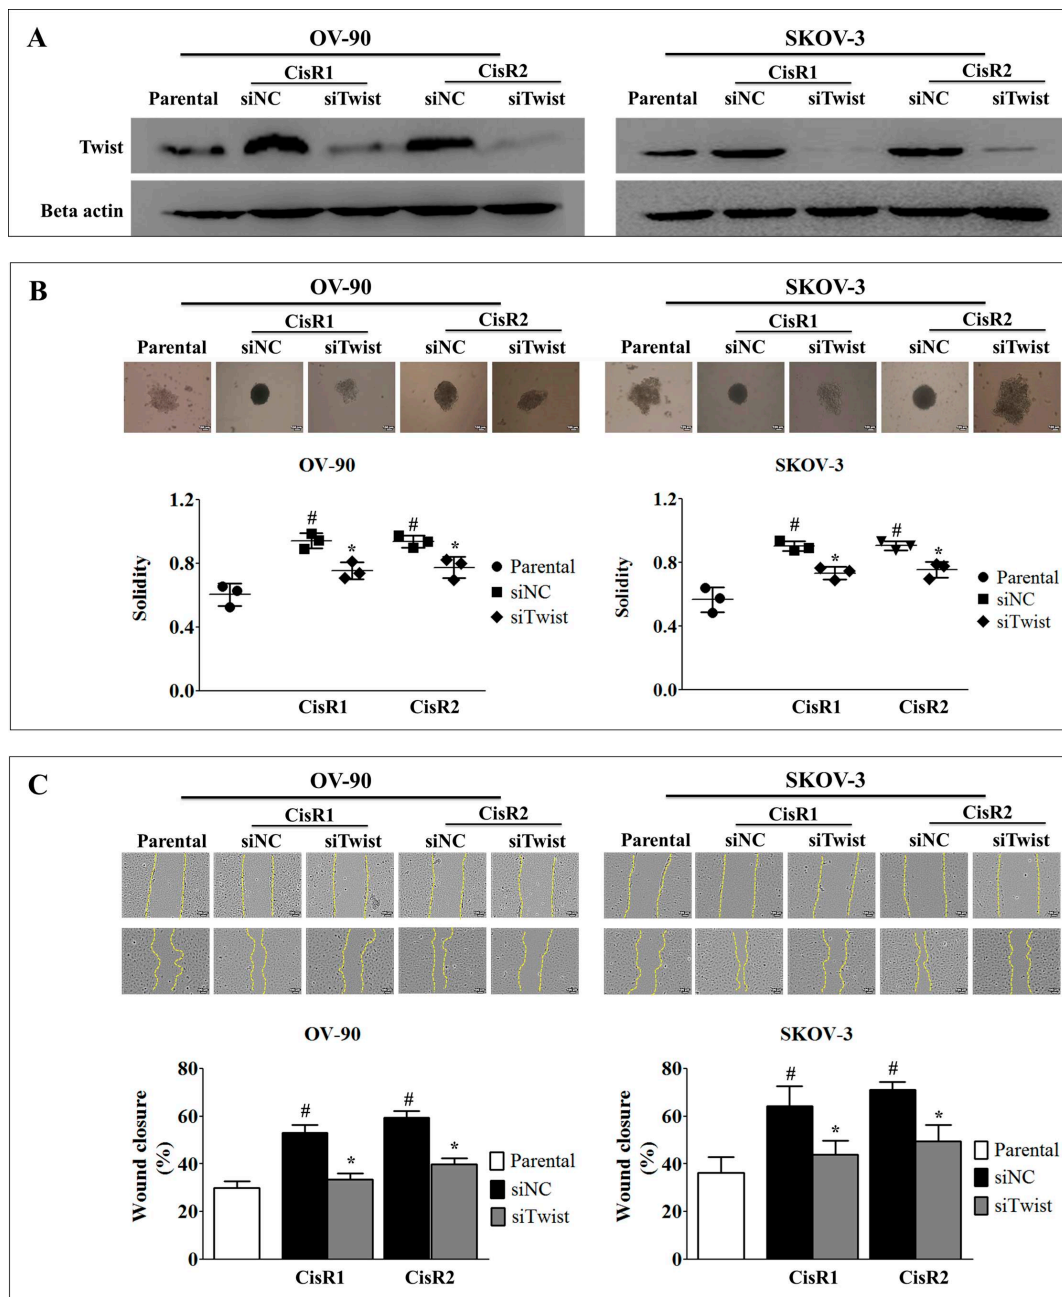 A
OV-90
SKOV-3
CisR1
CisR2
CisR1
CisR2
Parental siNC siTwist siNC siTwist
Parental siNC siTwist siNC siTwist
Twist
Beta actin
B
OV-90
SKOV-3
CisR1
CisR2
CisR1
CisR2
Parental siNC siTwist siNC siTwist
Parental siNC siTwist siNC siTwist
OV-90
Solidity
1.2
0.8
0.4
0.0
# * # *
CisR1 CisR2
Parental
siNC
siTwist
SKOV-3
Solidity
1.2
0.8
0.4
0.0
# * # *
CisR1 CisR2
Parental
siNC
siTwist
C
OV-90
SKOV-3
CisR1
CisR2
CisR1
CisR2
Parental siNC siTwist siNC siTwist
Parental siNC siTwist siNC siTwist
OV-90
Wound closure
(%)
80
60
40
20
0
# * # *
CisR1 CisR2
Parental
siNC
siTwist
SKOV-3
Wound closure
(%)
80
60
40
20
0
# * # *
CisR1 CisR2
Parental
siNC
siTwist